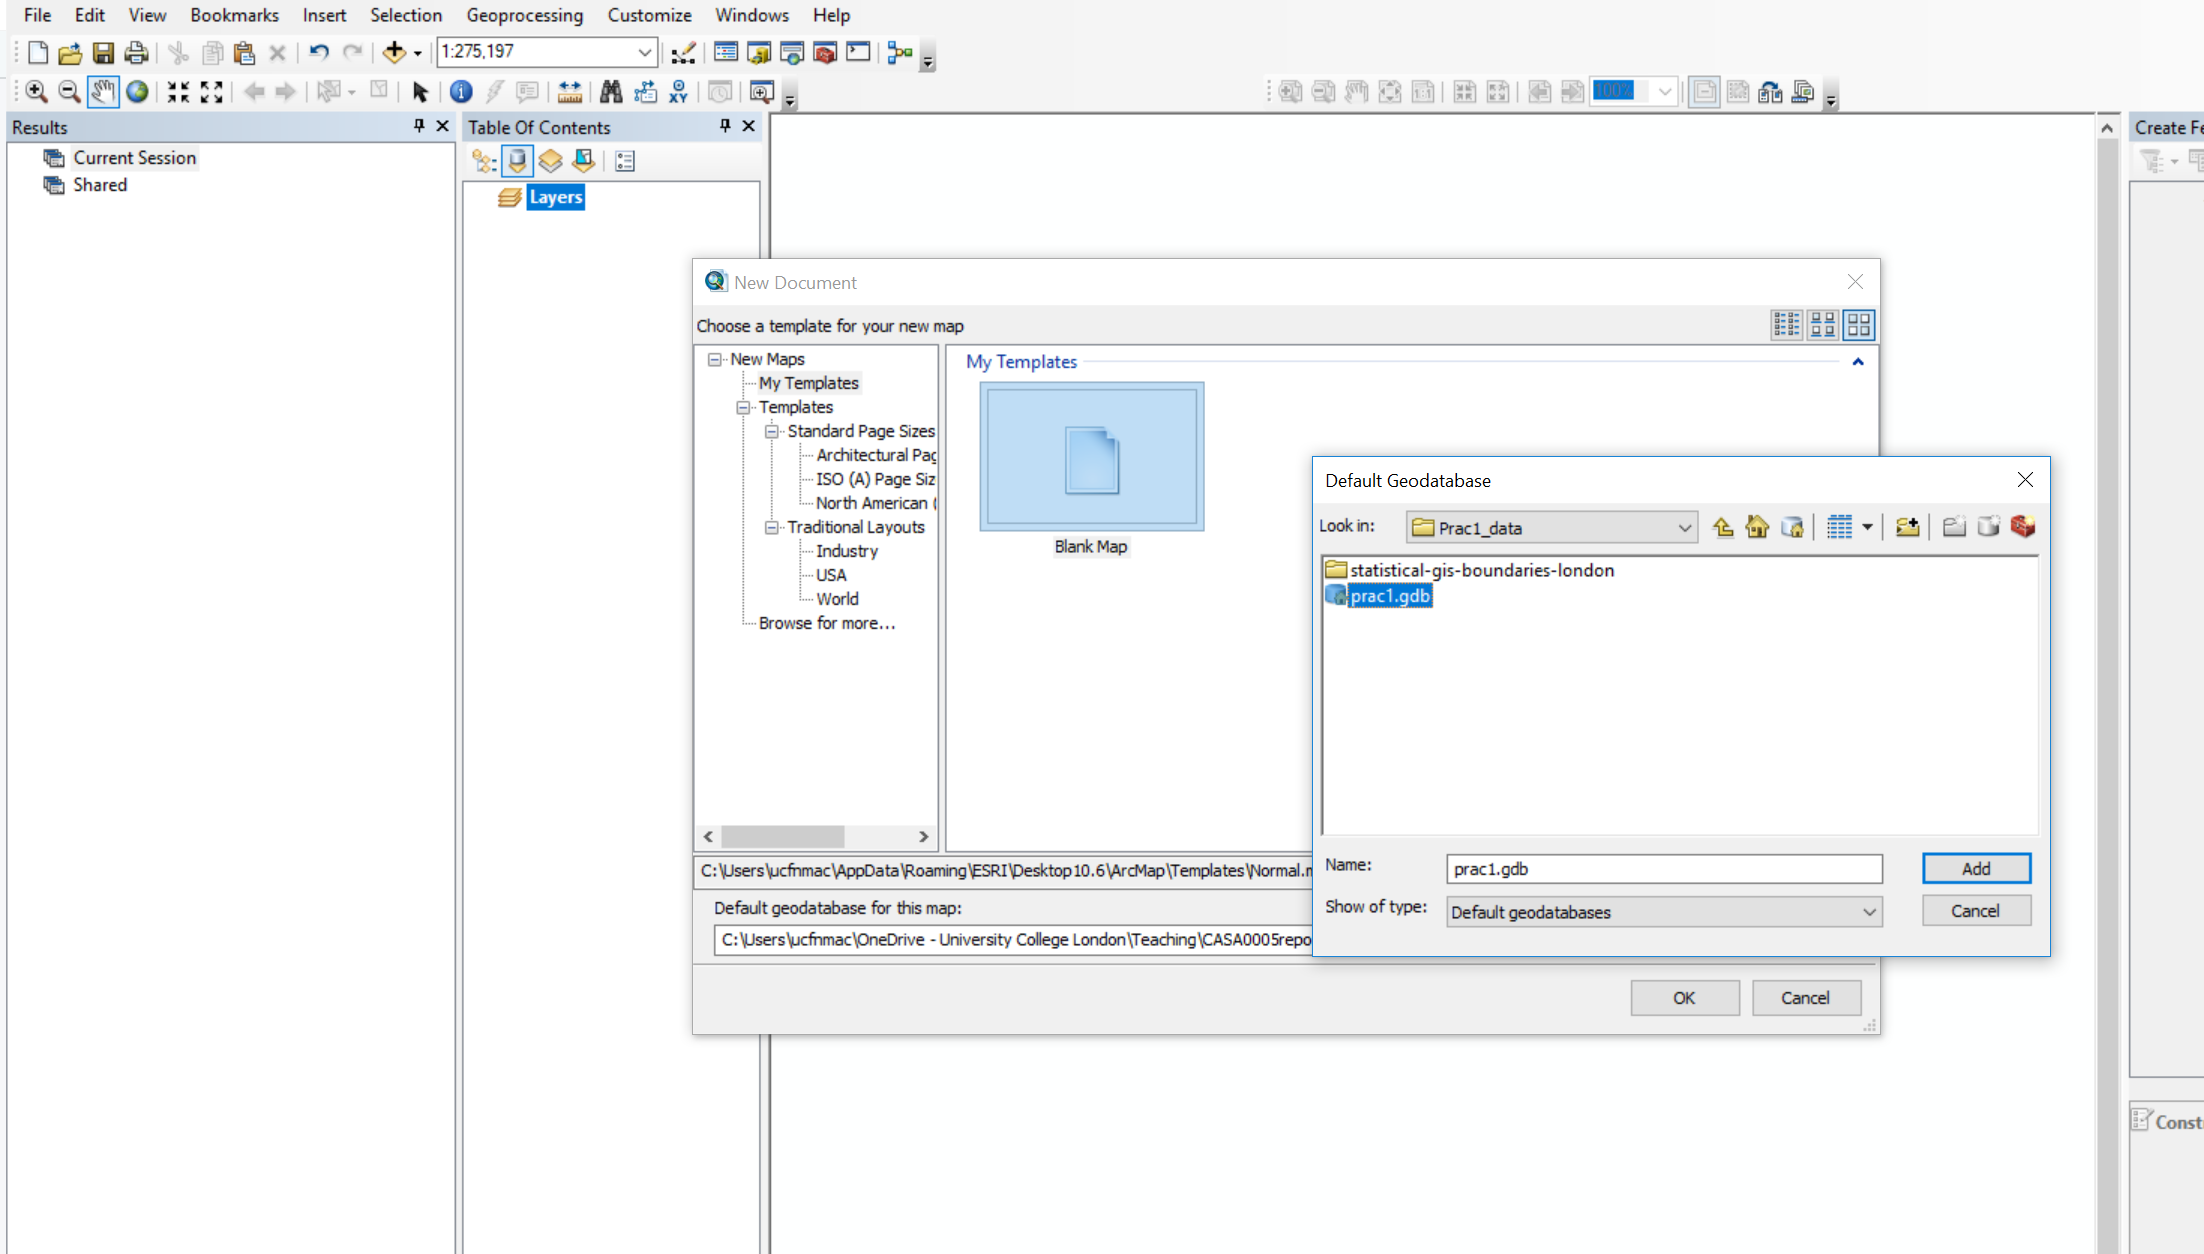 File Edit View Bookmarks Insert Selection Geoprocessing Customize Windows Help
1:275,197
XY
1:1
100%
Results
Table Of Contents
Create Fe
Current Session
Shared
Layers
New Document
Choose a template for your new map
New Maps
My Templates
Templates
Standard Page Sizes
Architectural Pag
ISO (A) Page Siz
North American (
Traditional Layouts
Industry
USA
World
Browse for more...
My Templates
Blank Map
C:\Users\ucfnmac\AppData\Roaming\ESRI\Desktop10.6\ArcMap\Templates\Normal.m
Default geodatabase for this map:
C:\Users\ucfnmac\OneDrive - University College London\Teaching\CASA0005repo
OK
Cancel
Default Geodatabase
Look in:
Prac1_data
statistical-gis-boundaries-london
prac1.gdb
Name:
prac1.gdb
Add
Show of type:
Default geodatabases
Cancel
Const